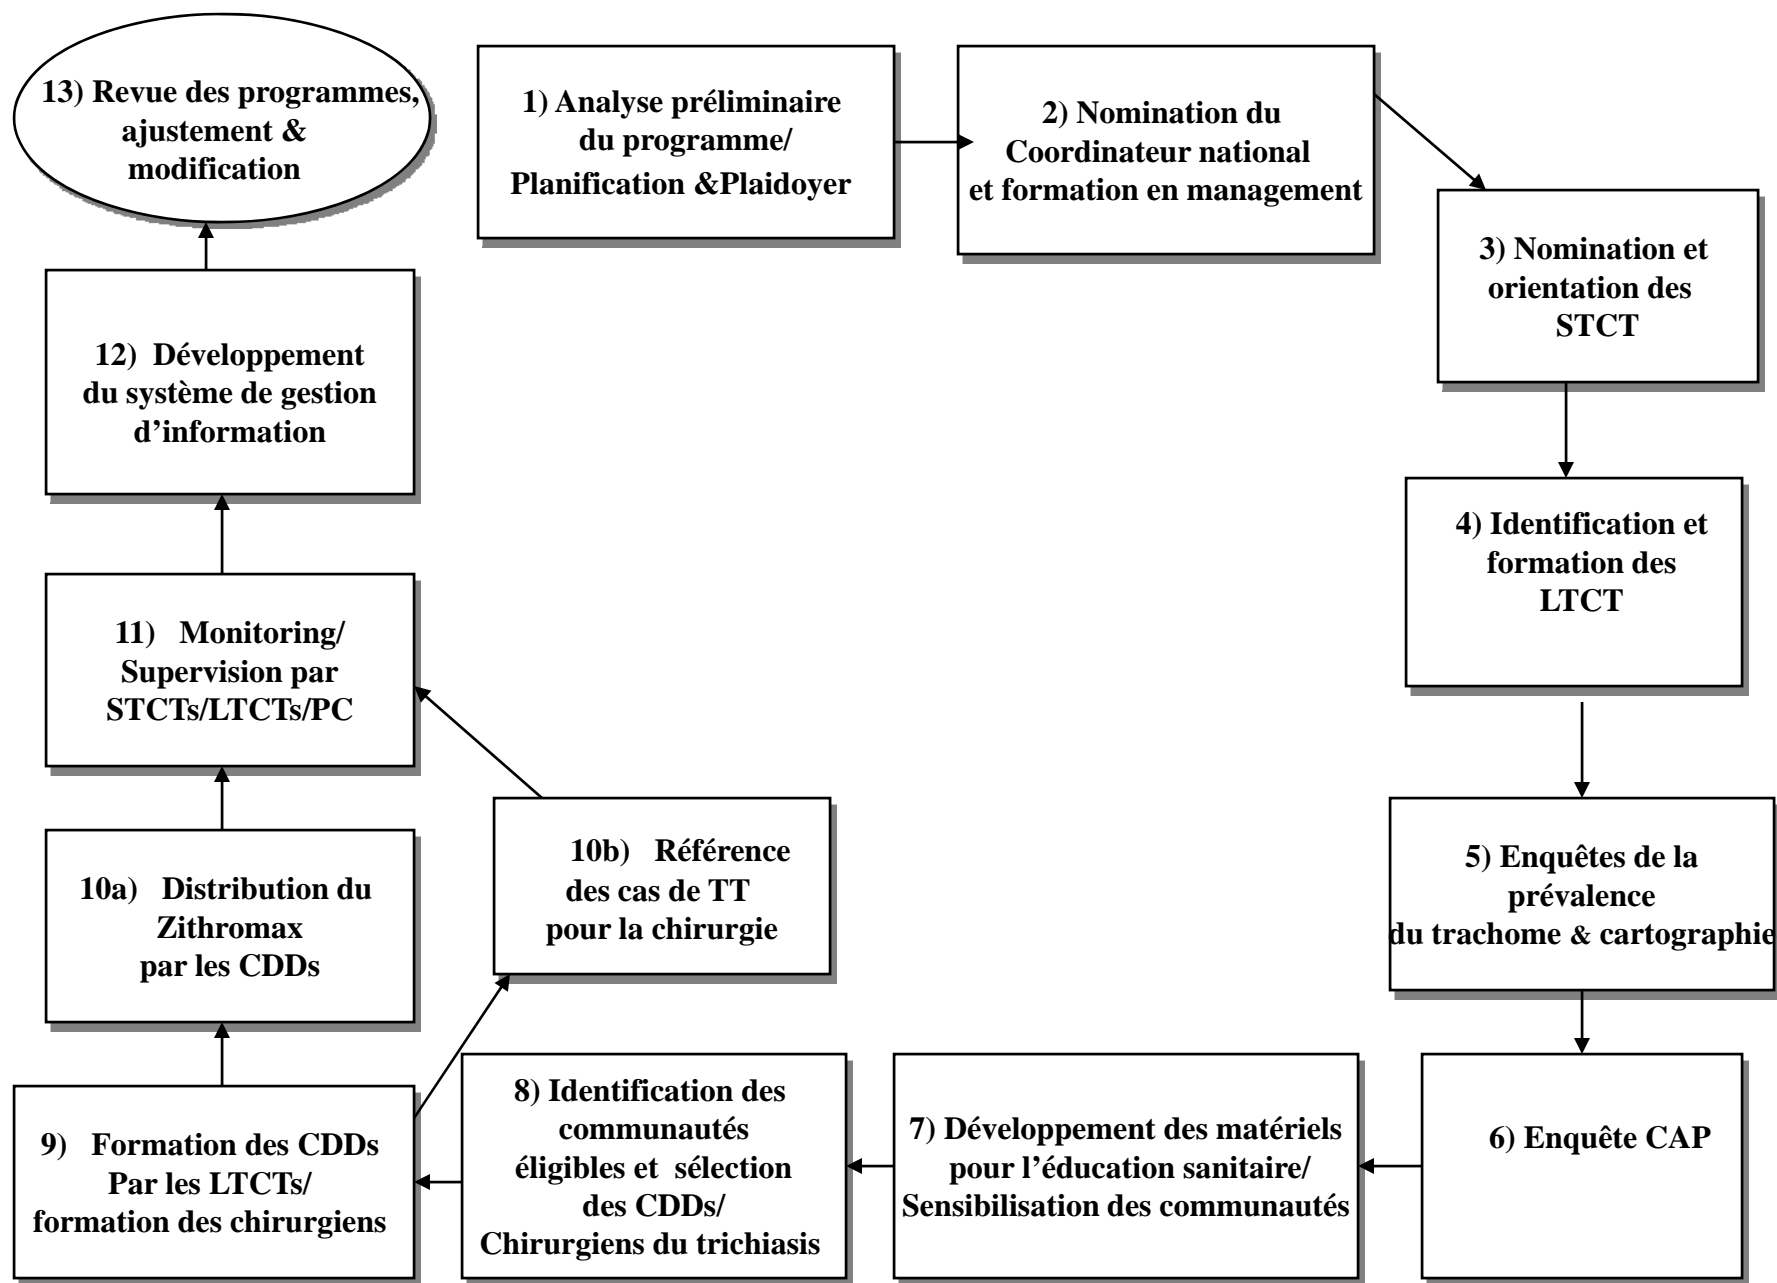 1) Analyse préliminaire
du programme/
Planification &Plaidoyer
2) Nomination du
Coordinateur national
et formation en management
3) Nomination et
orientation des
STCT
4) Identification et
formation des
LTCT
5) Enquêtes de la
prévalence
du trachome & cartographie
6) Enquête CAP
7) Développement des matériels
pour l’éducation sanitaire/
Sensibilisation des communautés
8) Identification des
communautés
éligibles et sélection
des CDDs/
Chirurgiens du trichiasis
9) Formation des CDDs
Par les LTCTs/
formation des chirurgiens
10a) Distribution du
Zithromax
par les CDDs
10b) Référence
des cas de TT
pour la chirurgie
11) Monitoring/
Supervision par
STCTs/LTCTs/PC
12) Développement
du système de gestion
d’information
13) Revue des programmes,
ajustement &
modification